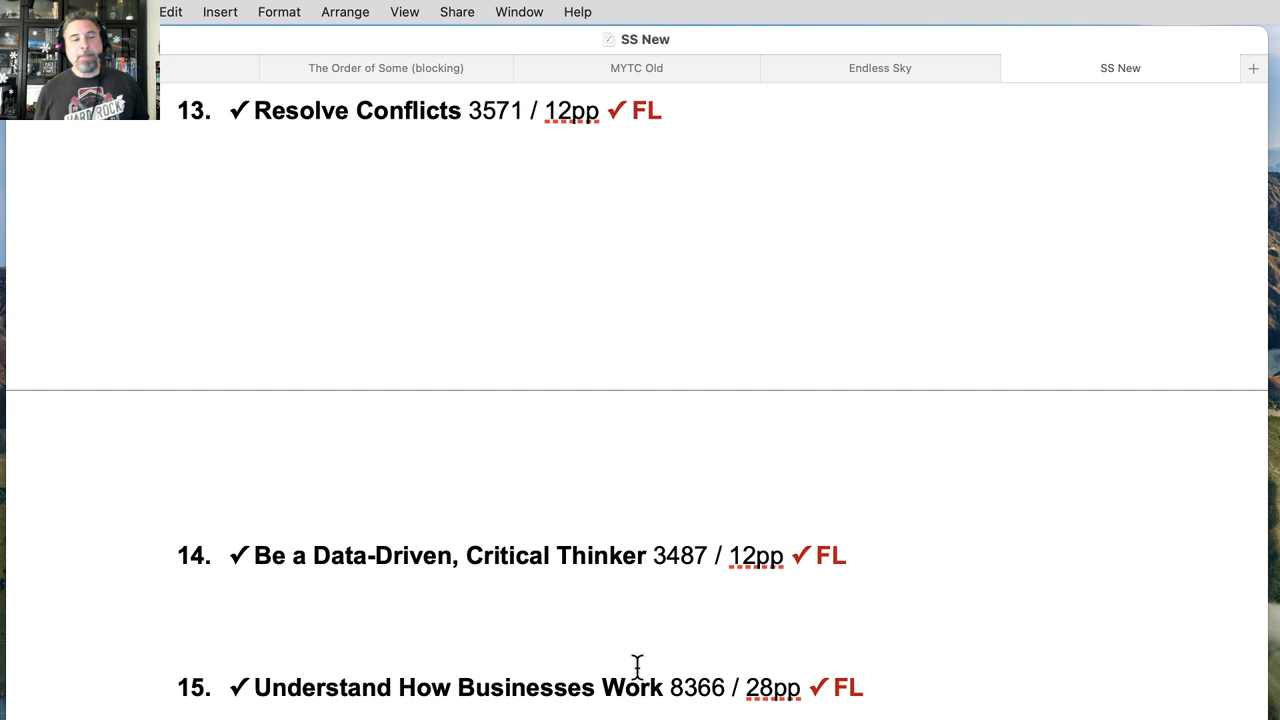 Edit Insert Format Arrange View Share Window Help
SS New
The Order of Some (blocking) MYTC Old Endless Sky SS New +
HARD ROCK
13. ✓ Resolve Conflicts 3571 / 12pp ✓ FL
14. ✓ Be a Data-Driven, Critical Thinker 3487 / 12pp ✓ FL
15. ✓ Understand How Businesses Work 8366 / 28pp ✓ FL